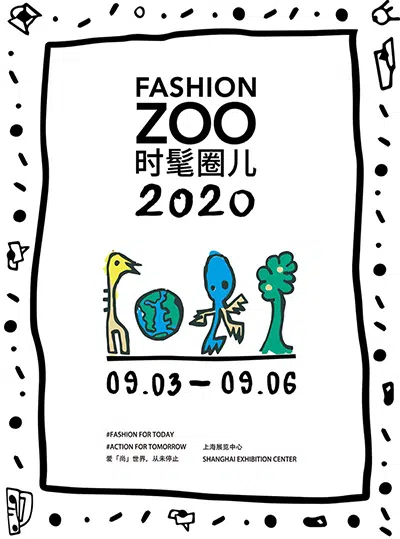 FASHION
ZOO
时髦圈儿
2020
09.03 — 09.06
#FASHION FOR TODAY
#ACTION FOR TOMORROW
爱「尚」世界，从未停止
上海展览中心
SHANGHAI EXHIBITION CENTER